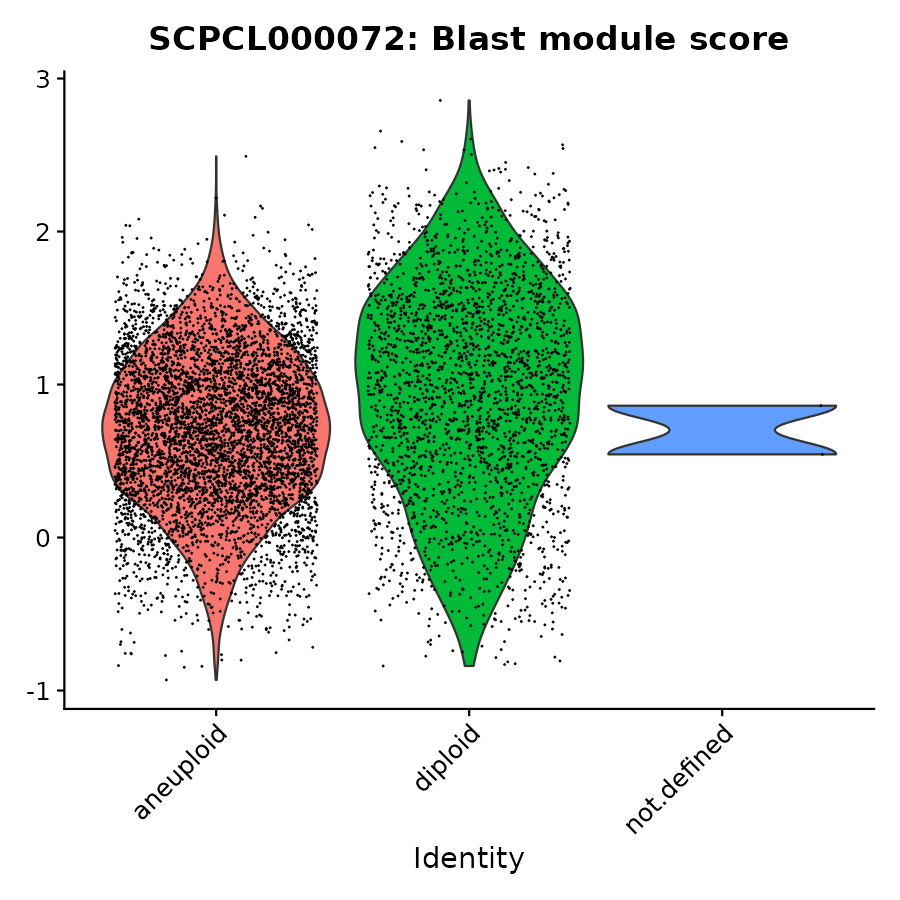 SCPCL000072: Blast module score
3
2
1
0
-1
aneuploid
diploid
not.defined
Identity